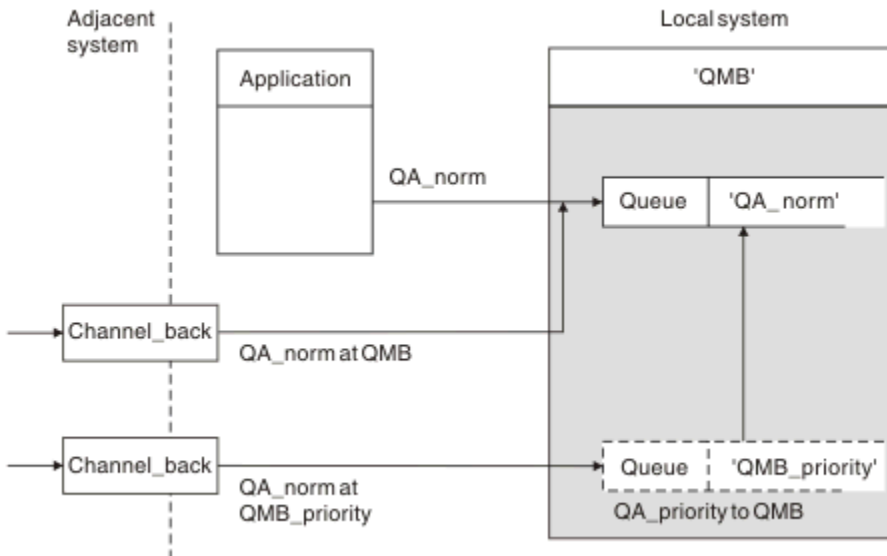 Adjacent
system
Local system
Application
'QMB'
QA_norm
Queue
'QA_norm'
Channel_back
QA_norm at QMB
Channel_back
QA_norm at
QMB_priority
Queue
'QMB_priority'
QA_priority to QMB